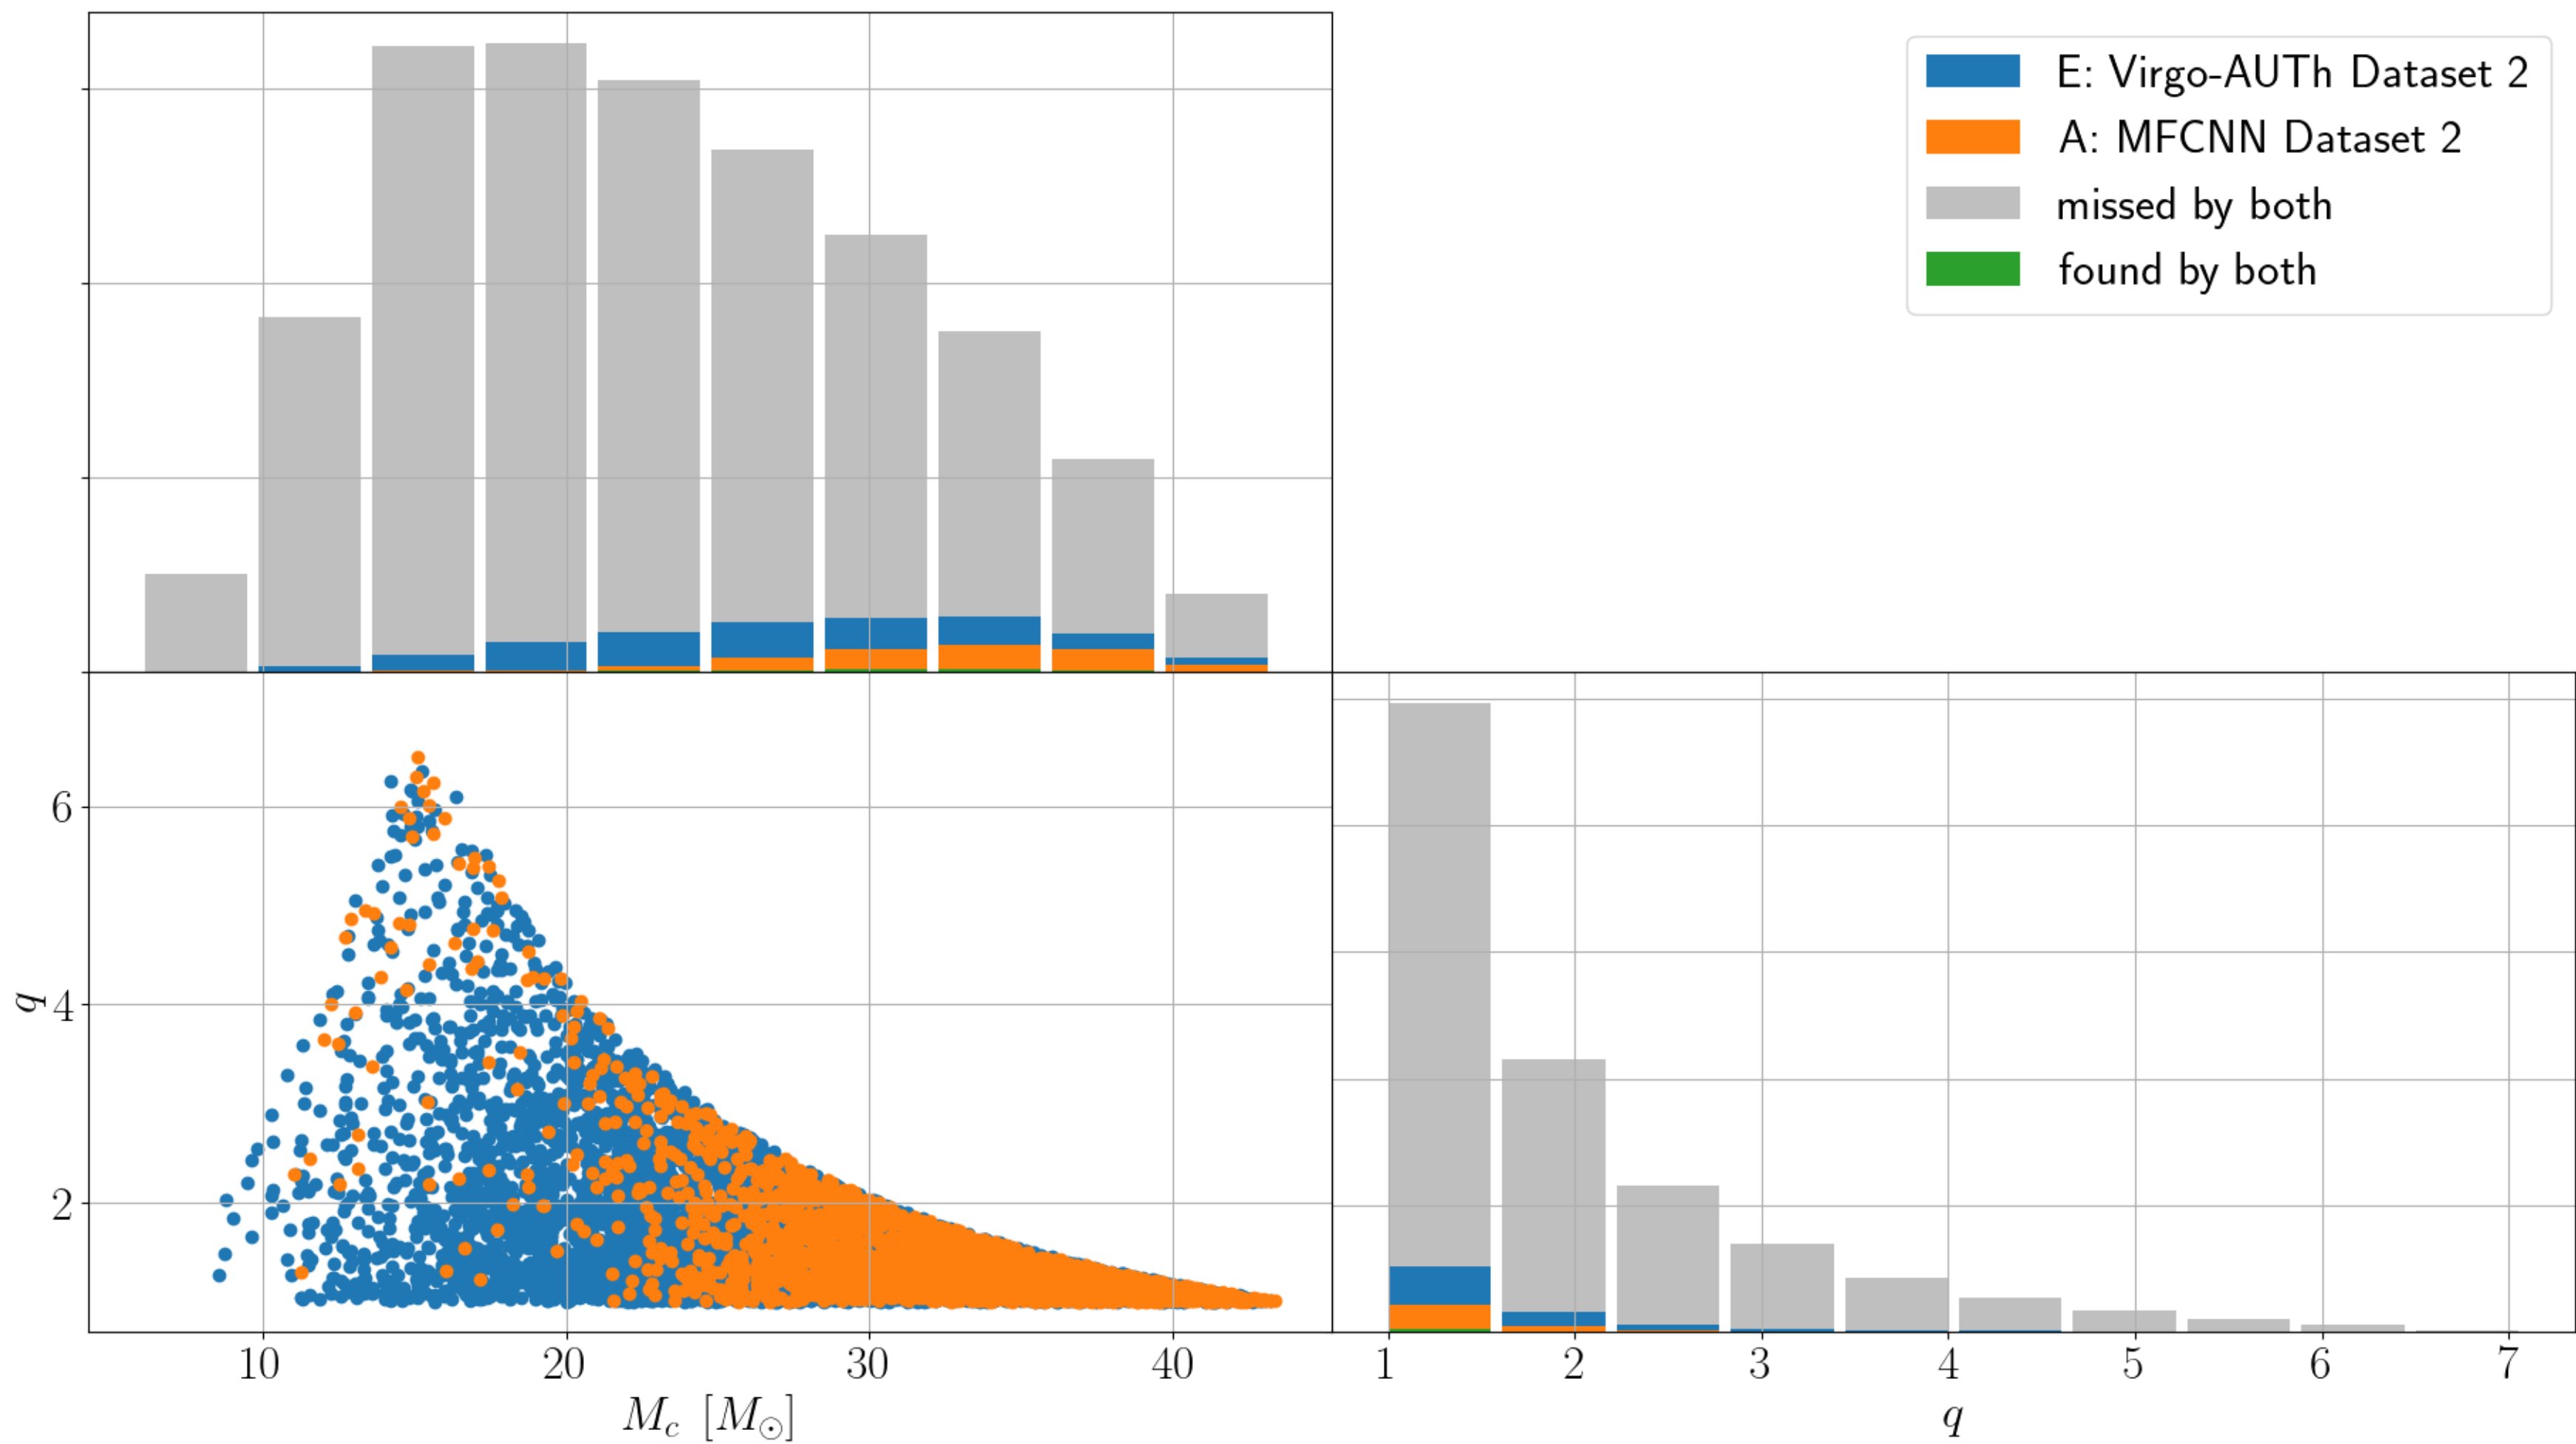 E: Virgo-AUTh Dataset 2
A: MFCNN Dataset 2
missed by both
found by both
6
4
2
q
10 20 30 40
M_c [M_⊙]
1 2 3 4 5 6 7
q